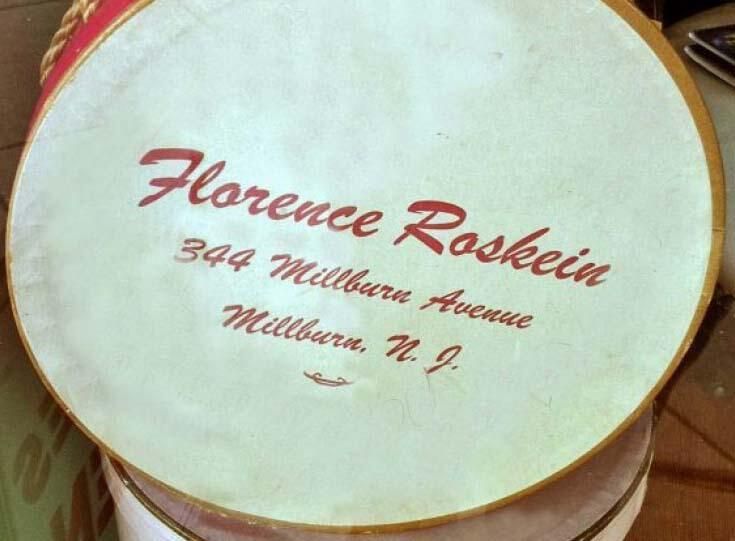 Florence Roskein
344 Millburn Avenue
Millburn, N. J.